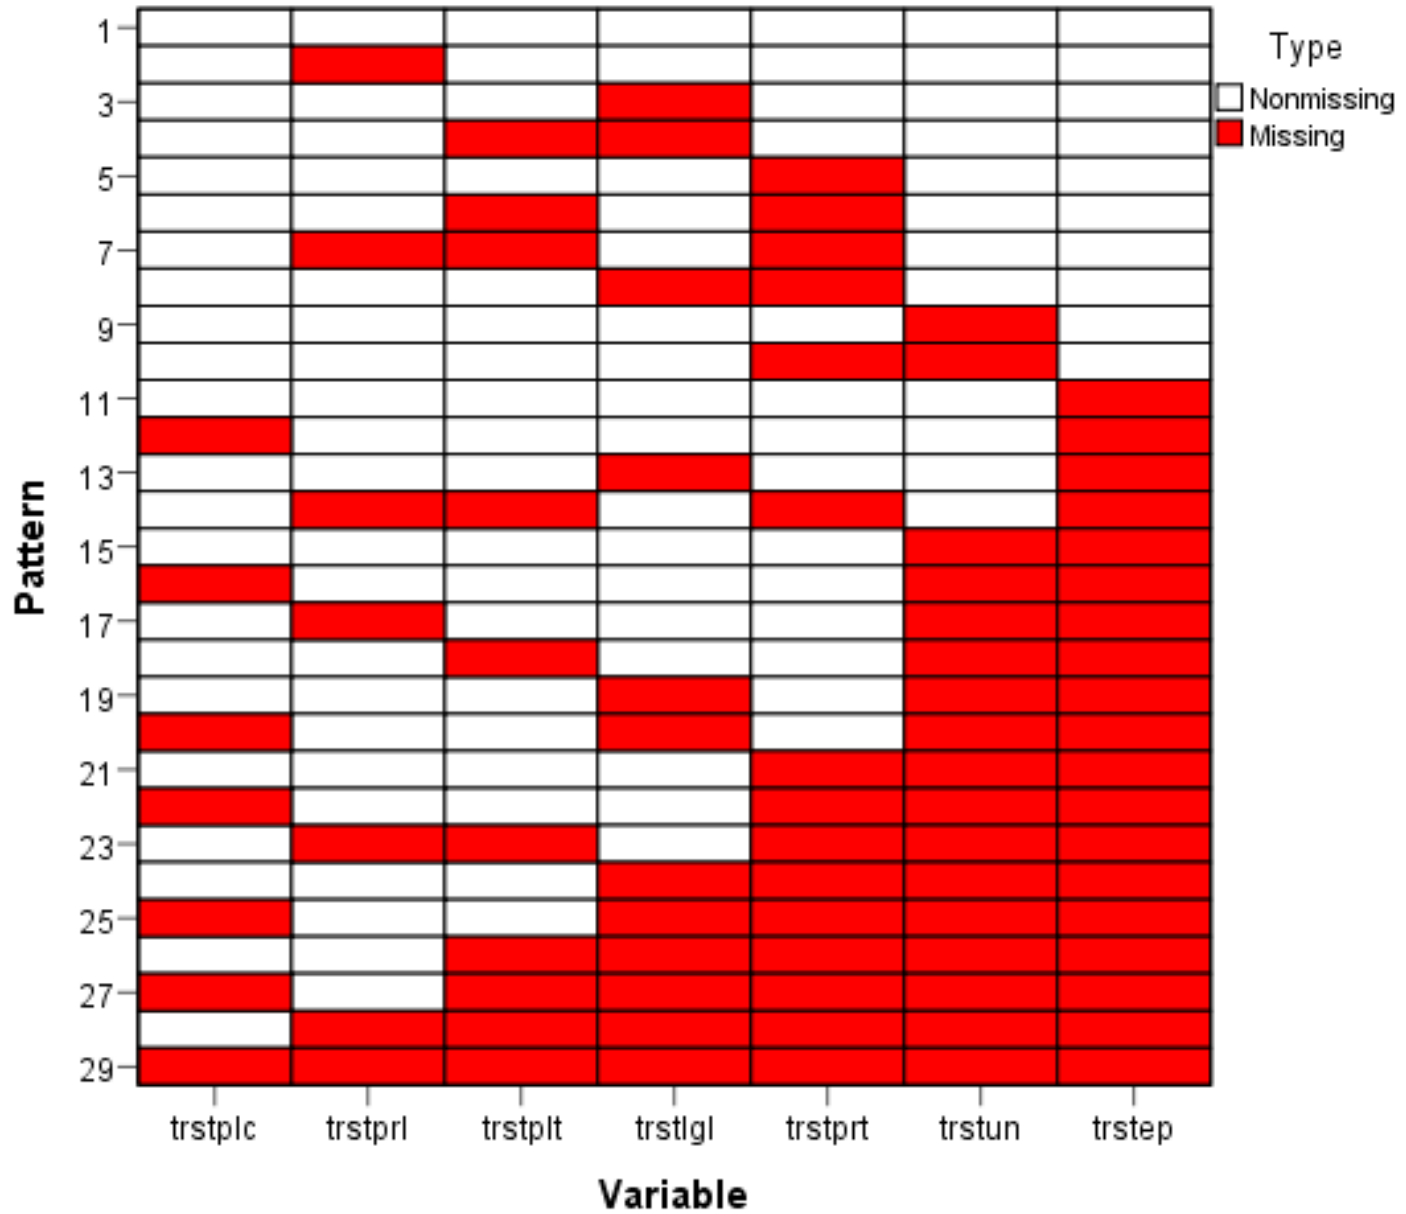 Type
Nonmissing
Missing
Pattern
1
3
5
7
9
11
13
15
17
19
21
23
25
27
29
trstplc trstprl trstplt trstlgl trstprt trstun trstep
Variable